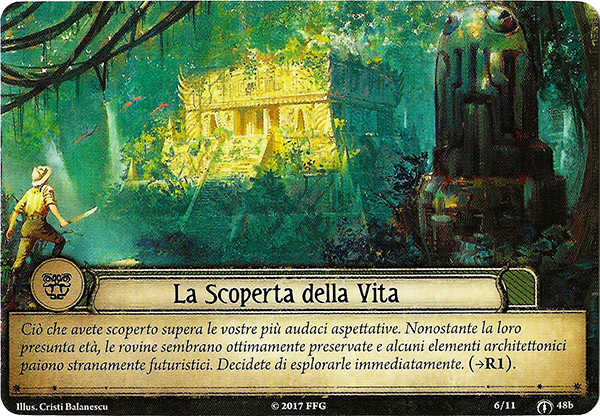 La Scoperta della Vita
Ciò che avete scoperto supera le vostre più audaci aspettative. Nonostante la loro
presunta età, le rovine sembrano ottimamente preservate e alcuni elementi architettonici
paiono stranamente futuristici. Decidete di esplorarle immediatamente. (→R1).
Illus. Cristi Balanescu © 2017 FFG 6/11 48b